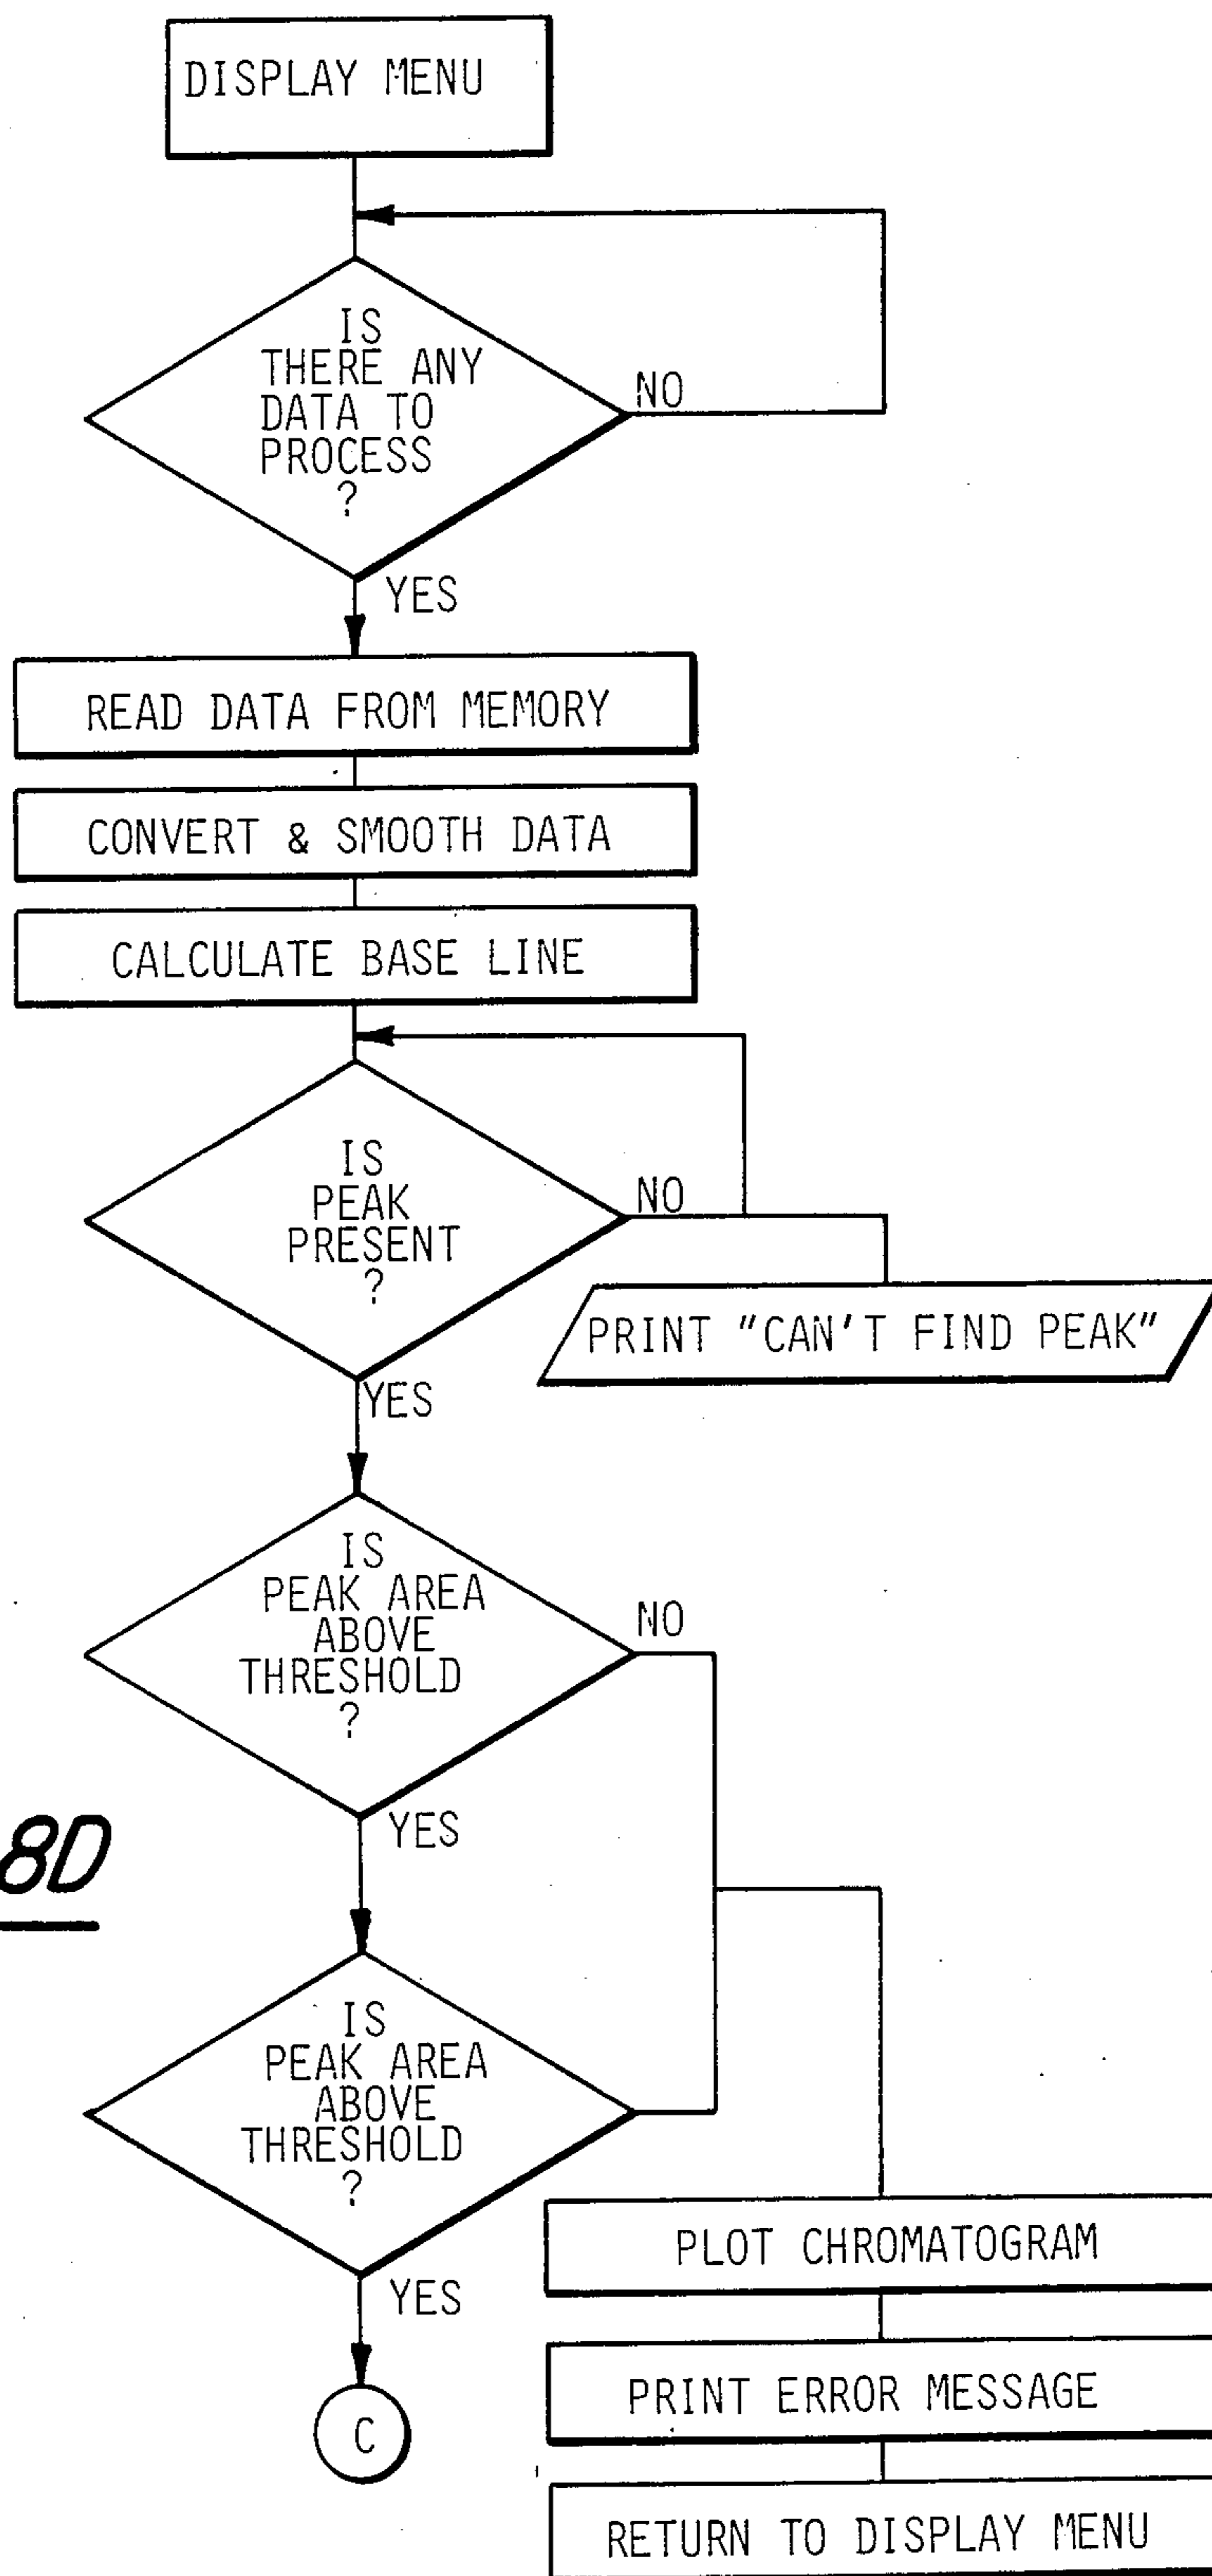 DISPLAY MENU
IS
THERE ANY
DATA TO
PROCESS
?
NO
YES
READ DATA FROM MEMORY
CONVERT & SMOOTH DATA
CALCULATE BASE LINE
IS
PEAK
PRESENT
?
NO
PRINT "CAN'T FIND PEAK"
YES
IS
PEAK AREA
ABOVE
THRESHOLD
?
NO
YES
8D
IS
PEAK AREA
ABOVE
THRESHOLD
?
YES
C
PLOT CHROMATOGRAM
PRINT ERROR MESSAGE
RETURN TO DISPLAY MENU